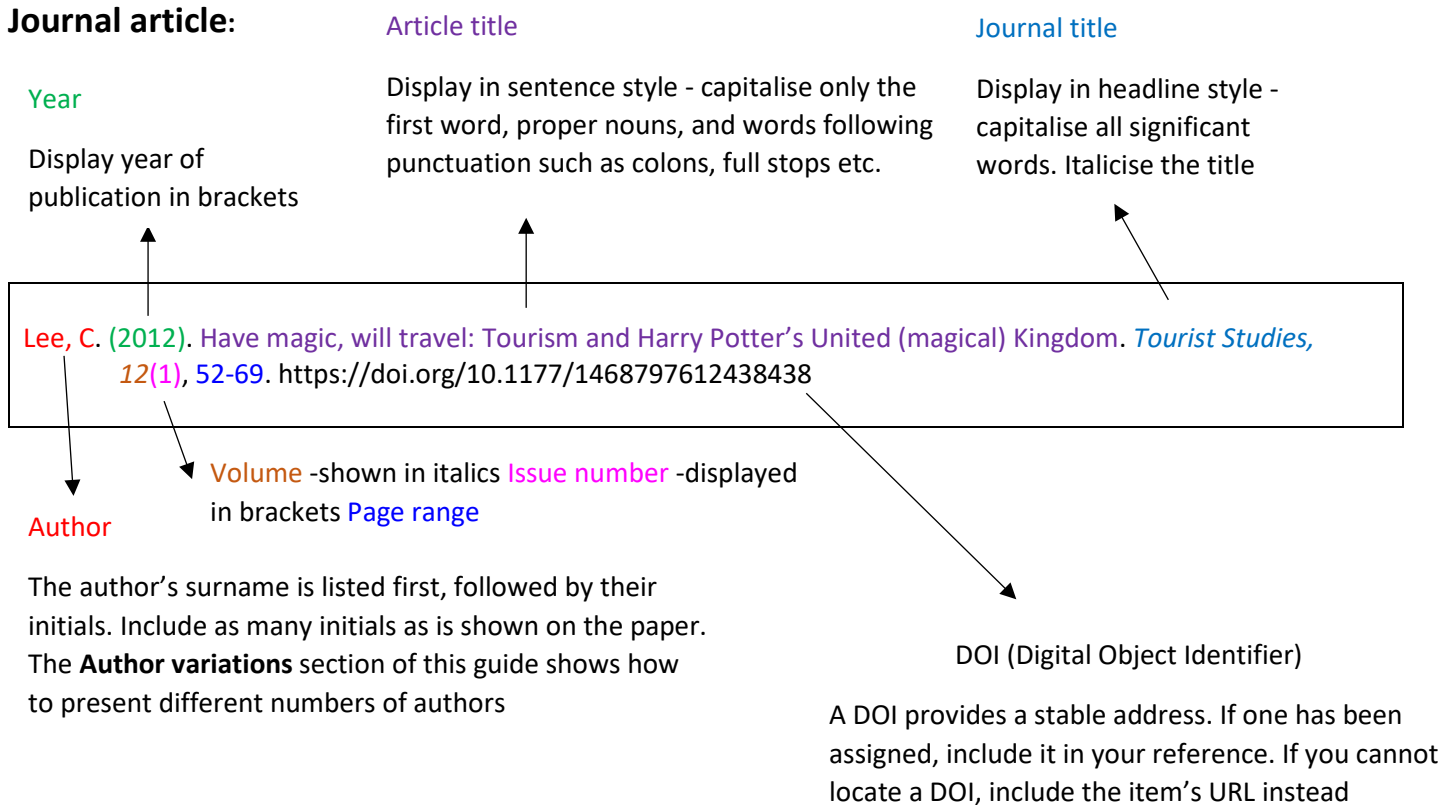 Journal article:
Article title
Journal title
Year
Display in sentence style - capitalise only the
first word, proper nouns, and words following
punctuation such as colons, full stops etc.
Display in headline style -
capitalise all significant
words. Italicise the title
Display year of
publication in brackets
Lee, C. (2012). Have magic, will travel: Tourism and Harry Potter’s United (magical) Kingdom. Tourist Studies,
12(1), 52-69. https://doi.org/10.1177/1468797612438438
Volume -shown in italics Issue number -displayed
in brackets Page range
Author
The author’s surname is listed first, followed by their
initials. Include as many initials as is shown on the paper.
The Author variations section of this guide shows how
to present different numbers of authors
DOI (Digital Object Identifier)
A DOI provides a stable address. If one has been
assigned, include it in your reference. If you cannot
locate a DOI, include the item’s URL instead